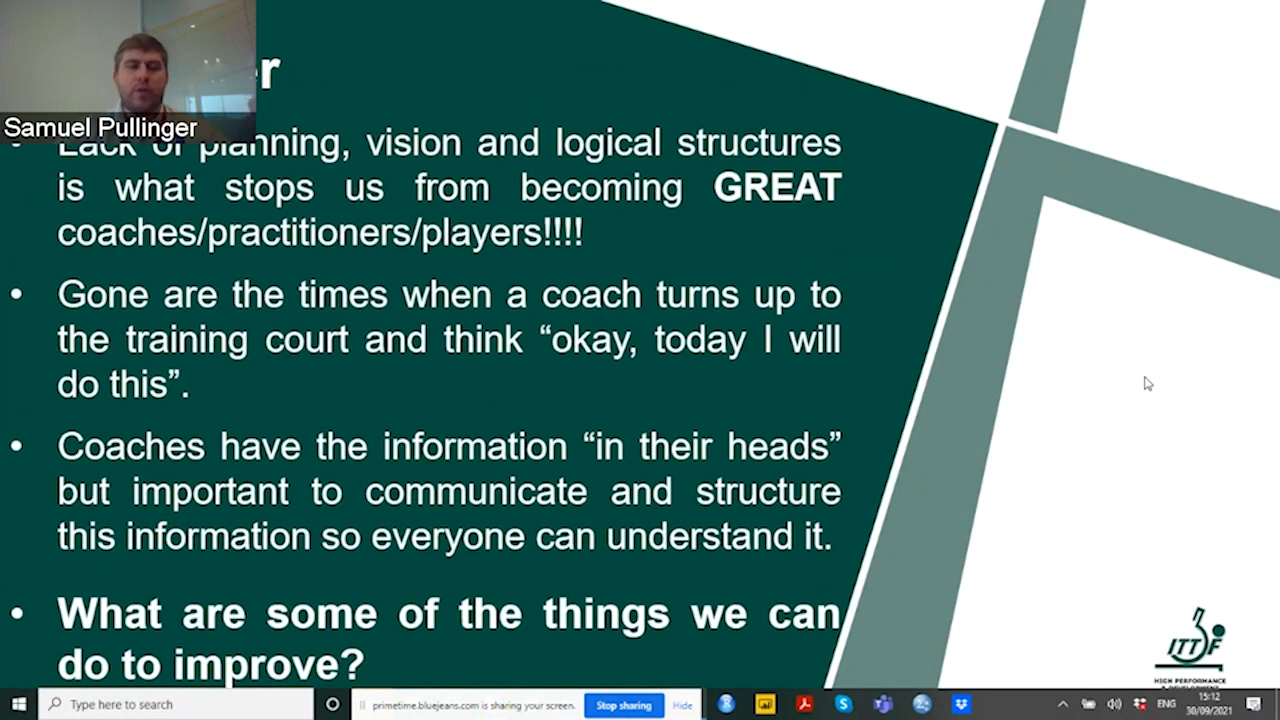 er
Samuel Pullinger
• Lack of planning, vision and logical structures
is what stops us from becoming GREAT
coaches/practitioners/players!!!!
• Gone are the times when a coach turns up to
the training court and think “okay, today I will
do this”.
• Coaches have the information “in their heads”
but important to communicate and structure
this information so everyone can understand it.
• What are some of the things we can
do to improve?
ITTF
HIGH PERFORMANCE
Type here to search
primetime.bluejeans.com is sharing your screen.
Stop sharing
Hide
ENG
15:12
30/09/2021